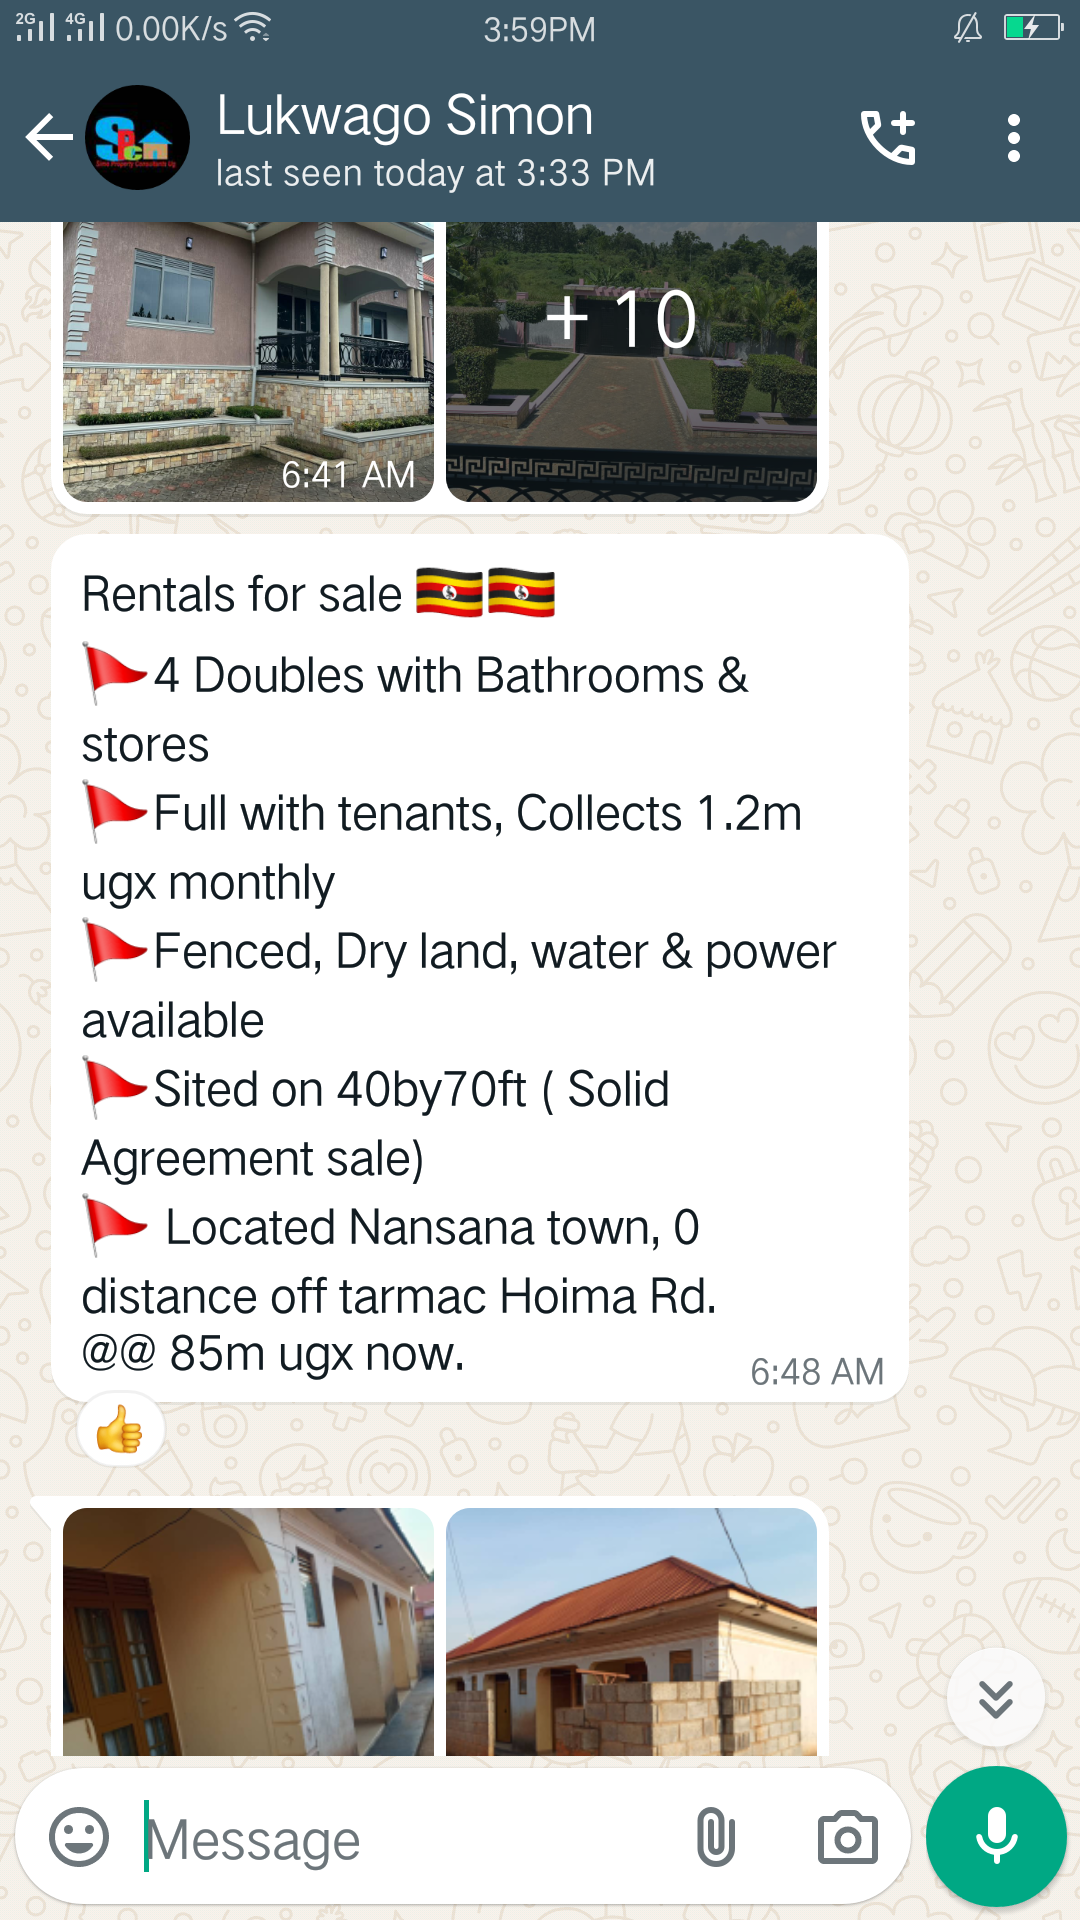 2G 4G 0.00K/s 3:59PM
Lukwago Simon
last seen today at 3:33 PM
+ 10
6:41 AM
Rentals for sale 🇺🇬🇺🇬
🚩4 Doubles with Bathrooms &
stores
🚩Full with tenants, Collects 1.2m
ugx monthly
🚩Fenced, Dry land, water & power
available
🚩Sited on 40by70ft ( Solid
Agreement sale)
🚩 Located Nansana town, 0
distance off tarmac Hoima Rd.
@@ 85m ugx now.
6:48 AM
👍
Message